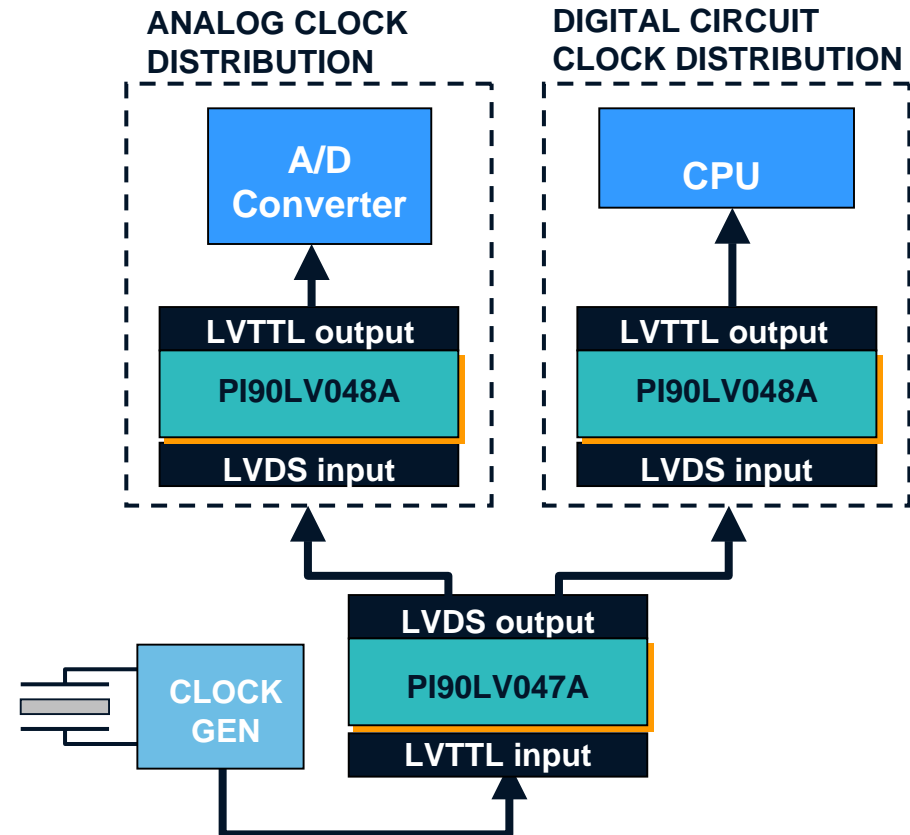 ANALOG CLOCK
DISTRIBUTION
DIGITAL CIRCUIT
CLOCK DISTRIBUTION
A/D
Converter
CPU
LVTTL output
PI90LV048A
LVDS input
LVTTL output
PI90LV048A
LVDS input
LVDS output
PI90LV047A
LVTTL input
CLOCK
GEN